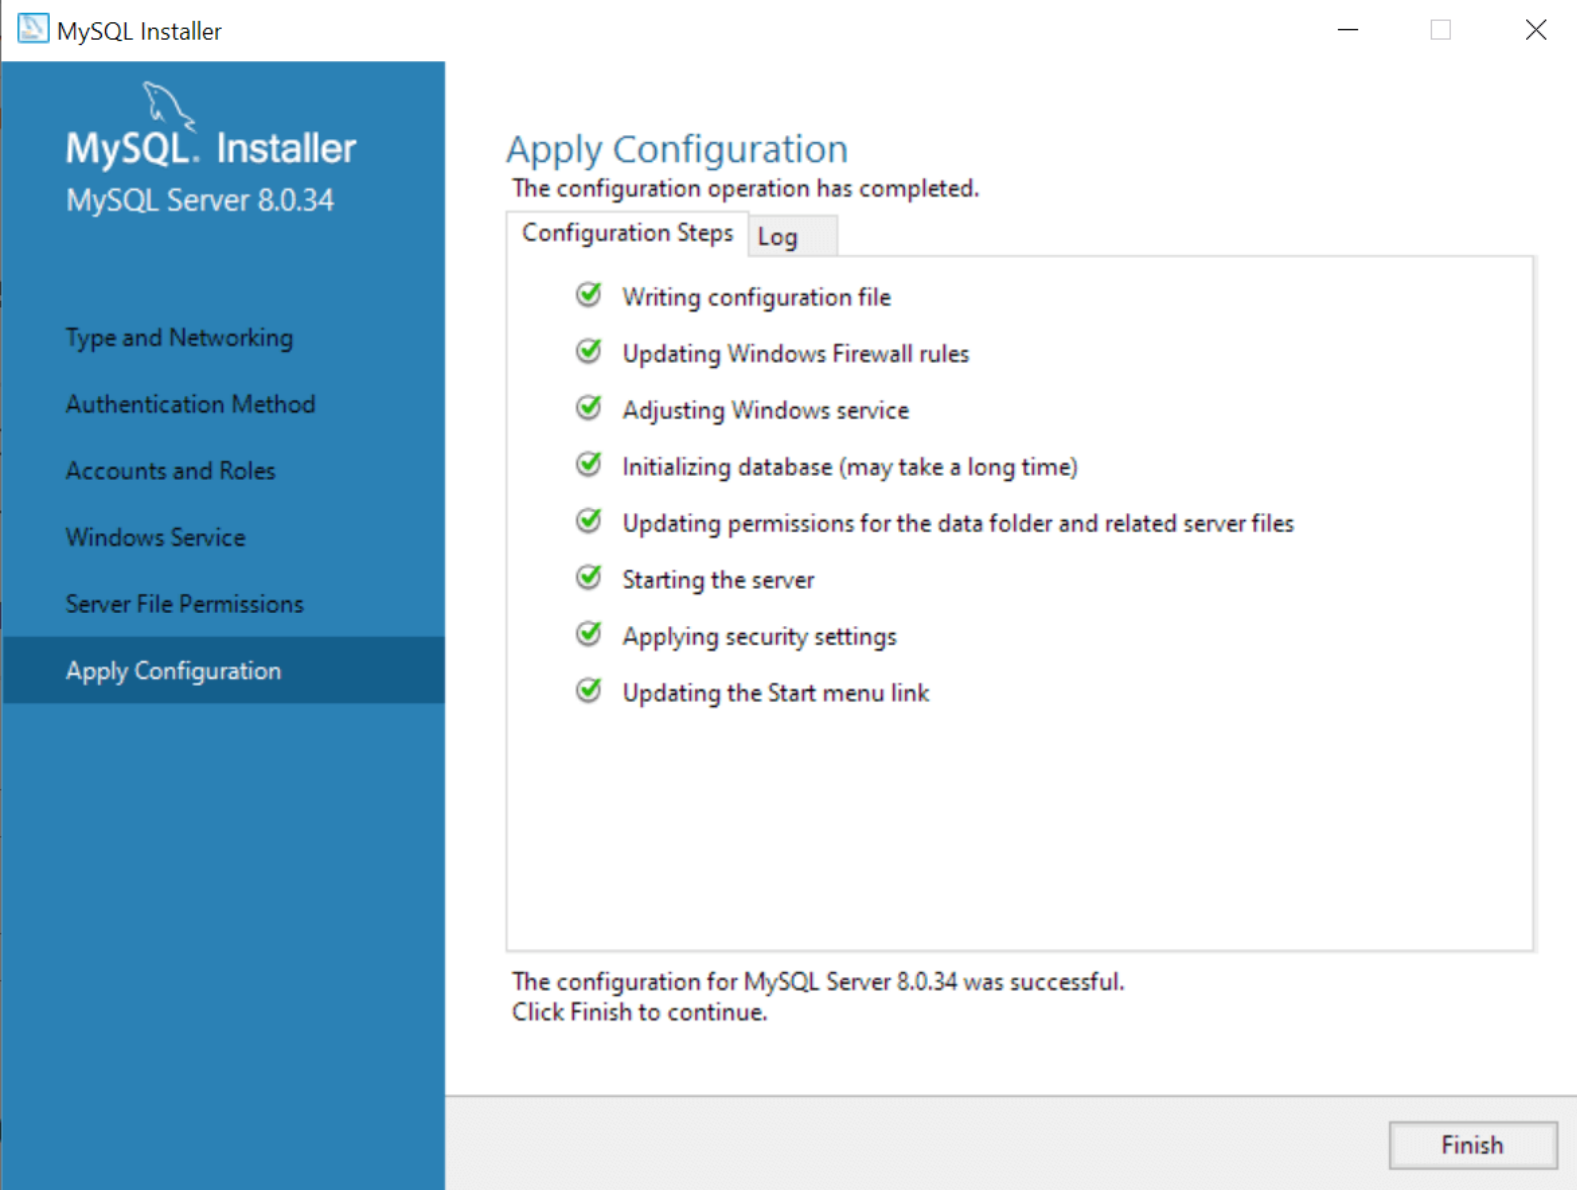 MySQL Installer
MySQL. Installer
MySQL Server 8.0.34
Type and Networking
Authentication Method
Accounts and Roles
Windows Service
Server File Permissions
Apply Configuration
Apply Configuration
The configuration operation has completed.
Configuration Steps
Log
Writing configuration file
Updating Windows Firewall rules
Adjusting Windows service
Initializing database (may take a long time)
Updating permissions for the data folder and related server files
Starting the server
Applying security settings
Updating the Start menu link
The configuration for MySQL Server 8.0.34 was successful.
Click Finish to continue.
Finish